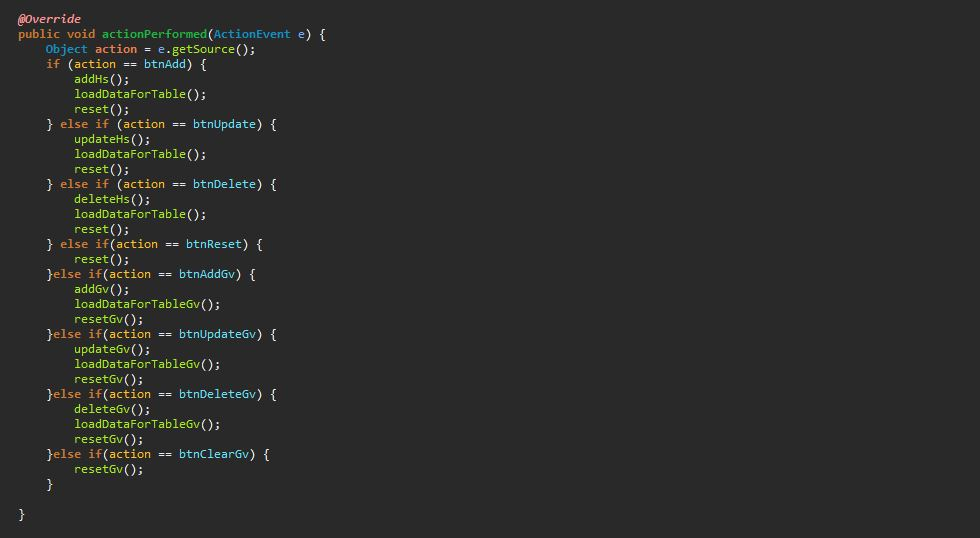 @Override
public void actionPerformed(ActionEvent e) {
    Object action = e.getSource();
    if (action == btnAdd) {
        addHs();
        loadDataForTable();
        reset();
    } else if (action == btnUpdate) {
        updateHs();
        loadDataForTable();
        reset();
    } else if (action == btnDelete) {
        deleteHs();
        loadDataForTable();
        reset();
    } else if(action == btnReset) {
        reset();
    }else if(action == btnAddGv) {
        addGv();
        loadDataForTableGv();
        resetGv();
    }else if(action == btnUpdateGv) {
        updateGv();
        loadDataForTableGv();
        resetGv();
    }else if(action == btnDeleteGv) {
        deleteGv();
        loadDataForTableGv();
        resetGv();
    }else if(action == btnClearGv) {
        resetGv();
    }

}